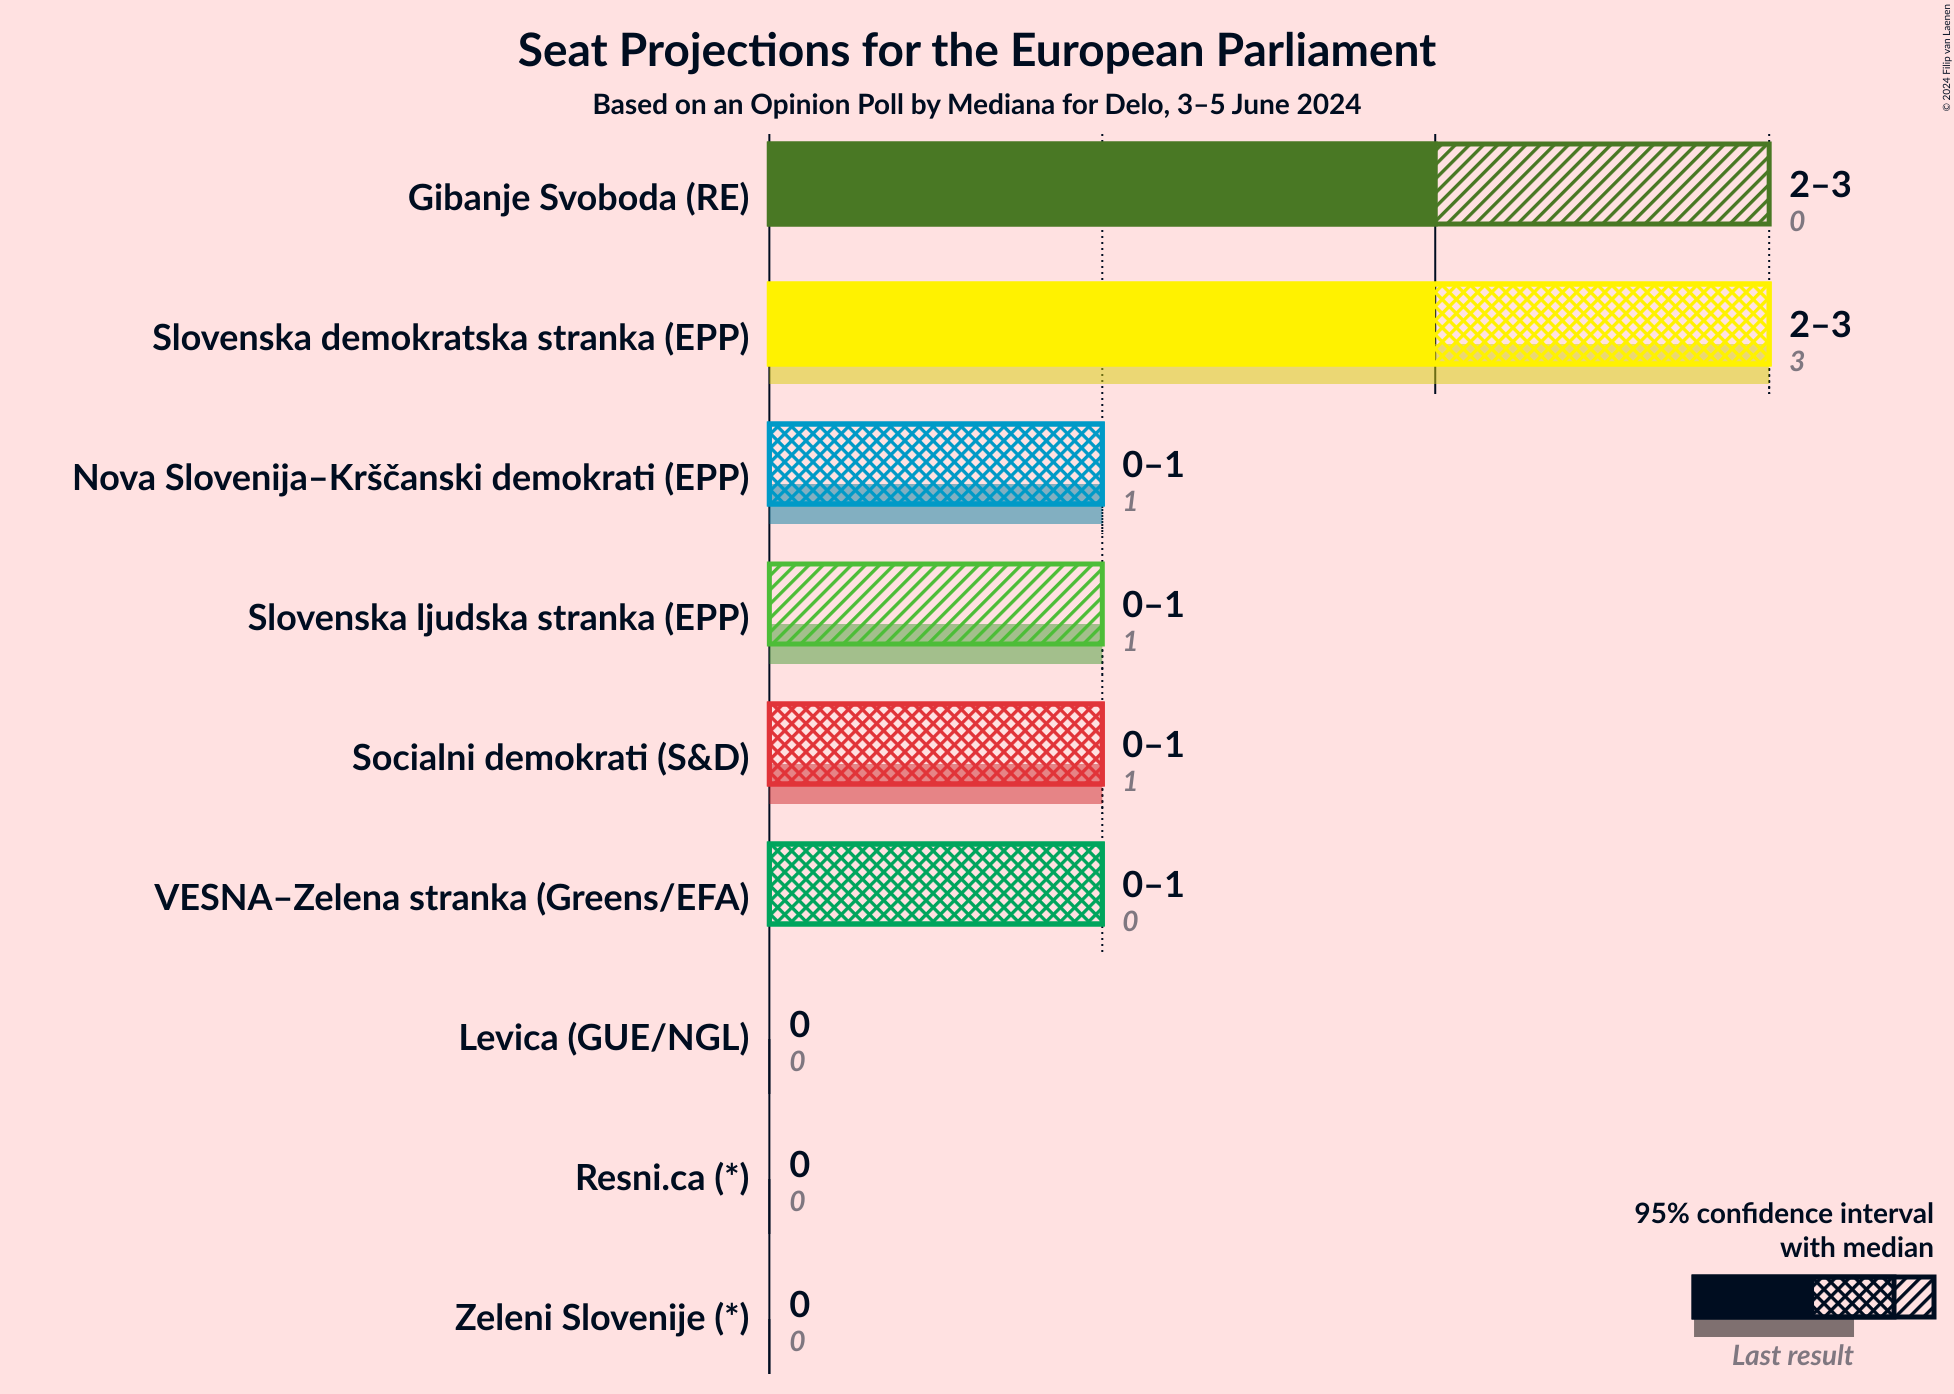 Seat Projections for the European Parliament
Based on an Opinion Poll by Mediana for Delo, 3–5 June 2024
© 2024 Filip van Laenen
Gibanje Svoboda (RE)
2–3
0
Slovenska demokratska stranka (EPP)
2–3
3
Nova Slovenija–Krščanski demokrati (EPP)
0–1
1
Slovenska ljudska stranka (EPP)
0–1
1
Socialni demokrati (S&D)
0–1
1
VESNA–Zelena stranka (Greens/EFA)
0–1
0
Levica (GUE/NGL)
0
0
Resni.ca (*)
0
0
Zeleni Slovenije (*)
0
0
95% confidence interval
with median
Last result